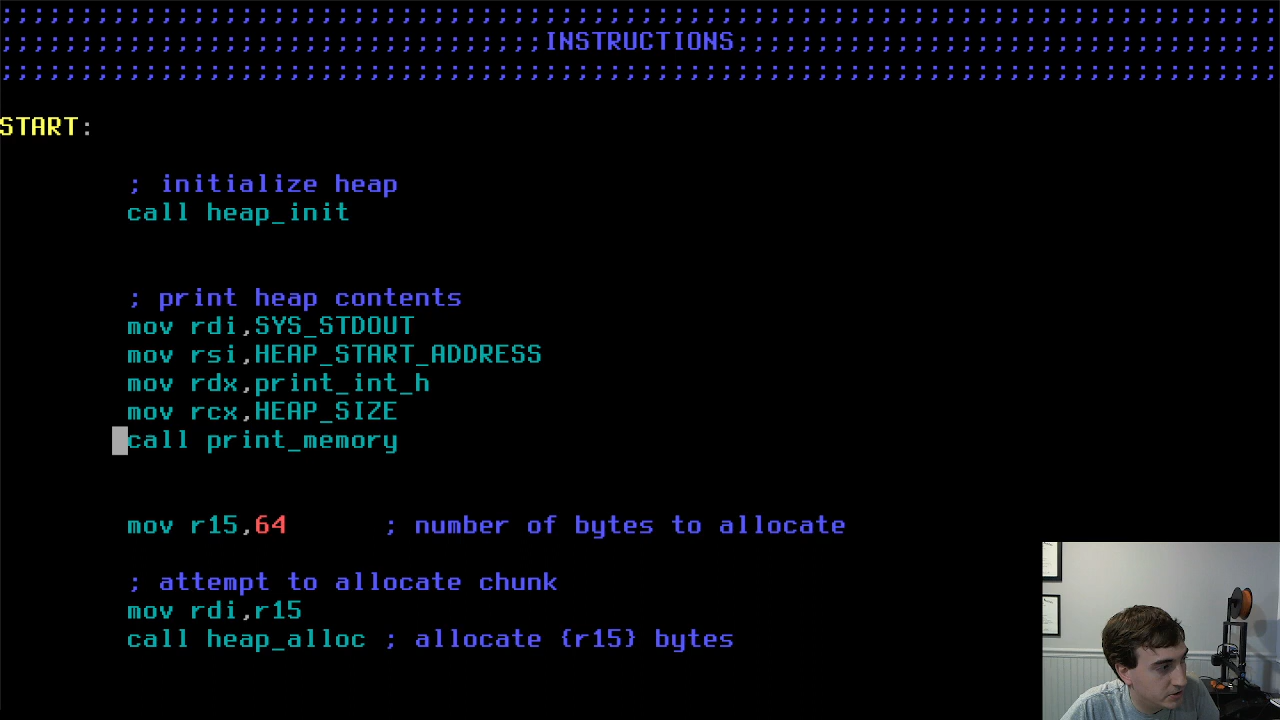 ;;;;;;;;;;;;;;;;;;;;;;;;;;;;;;;;;;;;;;;;;;;;;;;;;;;;;;;;;;;;;;;;;;;;;;;;;;;;;;;;
;;;;;;;;;;;;;;;;;;;;;;;;;;;;;;;;;;INSTRUCTIONS;;;;;;;;;;;;;;;;;;;;;;;;;;;;;;;;;;
;;;;;;;;;;;;;;;;;;;;;;;;;;;;;;;;;;;;;;;;;;;;;;;;;;;;;;;;;;;;;;;;;;;;;;;;;;;;;;;;
START:
; initialize heap
call heap_init
; print heap contents
mov rdi,SYS_STDOUT
mov rsi,HEAP_START_ADDRESS
mov rdx,print_int_h
mov rcx,HEAP_SIZE
call print_memory
mov r15,64 ; number of bytes to allocate
; attempt to allocate chunk
mov rdi,r15
call heap_alloc ; allocate {r15} bytes